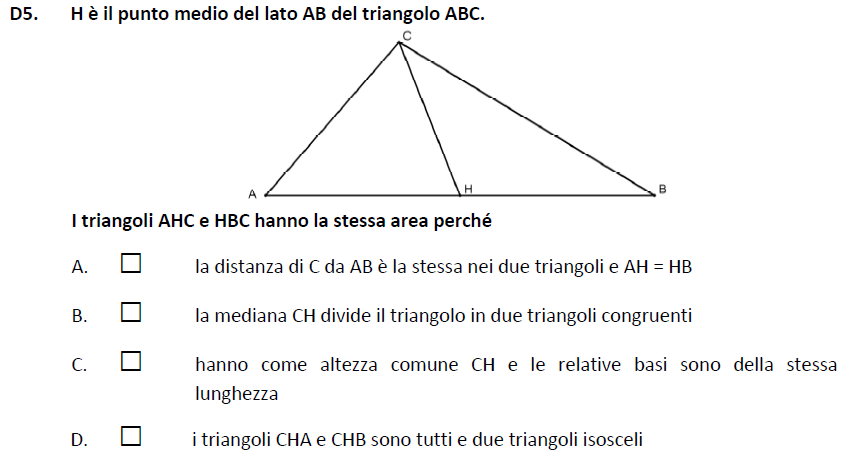 D5. H è il punto medio del lato AB del triangolo ABC.
C
A H B
I triangoli AHC e HBC hanno la stessa area perché
A. la distanza di C da AB è la stessa nei due triangoli e AH = HB
B. la mediana CH divide il triangolo in due triangoli congruenti
C. hanno come altezza comune CH e le relative basi sono della stessa
lunghezza
D. i triangoli CHA e CHB sono tutti e due triangoli isosceli